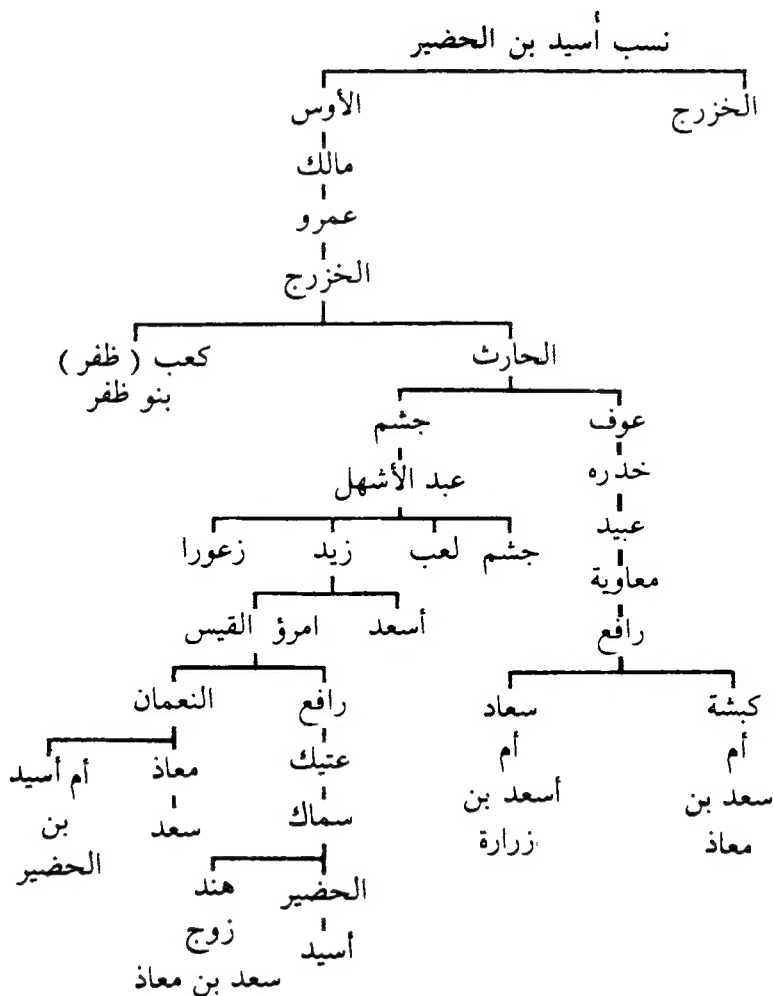 نسب أسيد بن الحضير
الخزرج
الأوس
مالك
عمرو
الخزرج
الحارث
كعب ( ظفر )
بنو ظفر
عوف
جشم
خدره
عبد الأشهل
عبيد
جشم
لعب
زيد
زعورا
معاوية
أسعد
امرؤ القيس
رافع
كبشة
أم
سعد بن
معاذ
سعاد
أم
أسعد بن
زرارة
رافع
النعمان
عتيك
معاذ
أم أسيد
بن
الحضير
سماك
سعد
الحضير
هند
زوج
سعد بن معاذ
أسيد